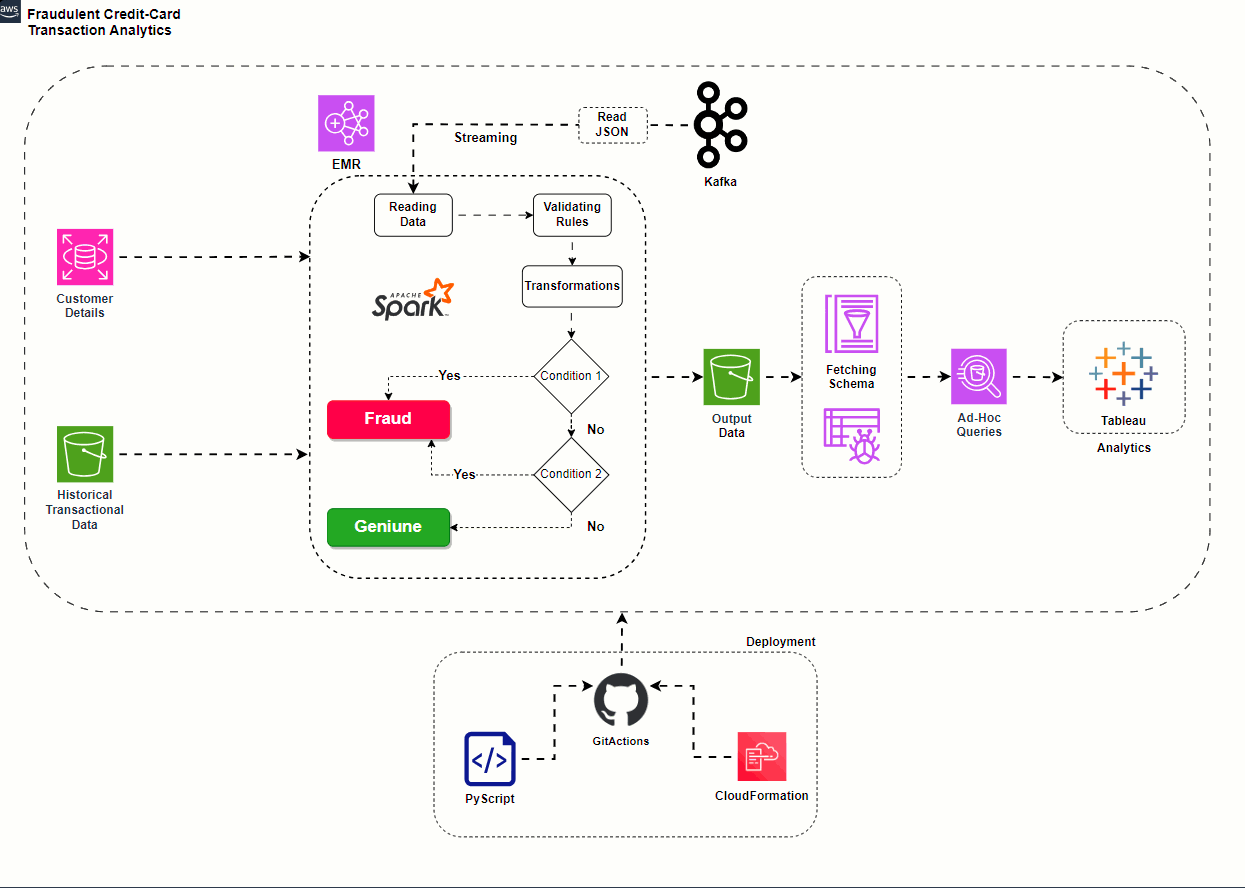 aws
Fraudulent Credit-Card
Transaction Analytics
EMR
Streaming
Read
JSON
Kafka
Reading
Data
Validating
Rules
Customer
Details
APACHE
Spark
Transformations
Condition 1
Yes
Fraud
No
Condition 2
Yes
Geniune
No
Historical
Transactional
Data
Output
Data
Fetching
Schema
Ad-Hoc
Queries
Tableau
Analytics
Deployment
GitActions
</>
PyScript
CloudFormation